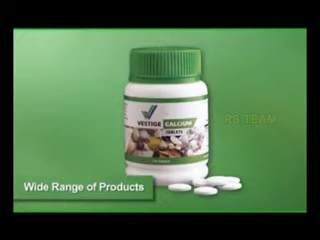 VESTIGE CALCIUM
TABLETS
RS TEAM
Wide Range of Products